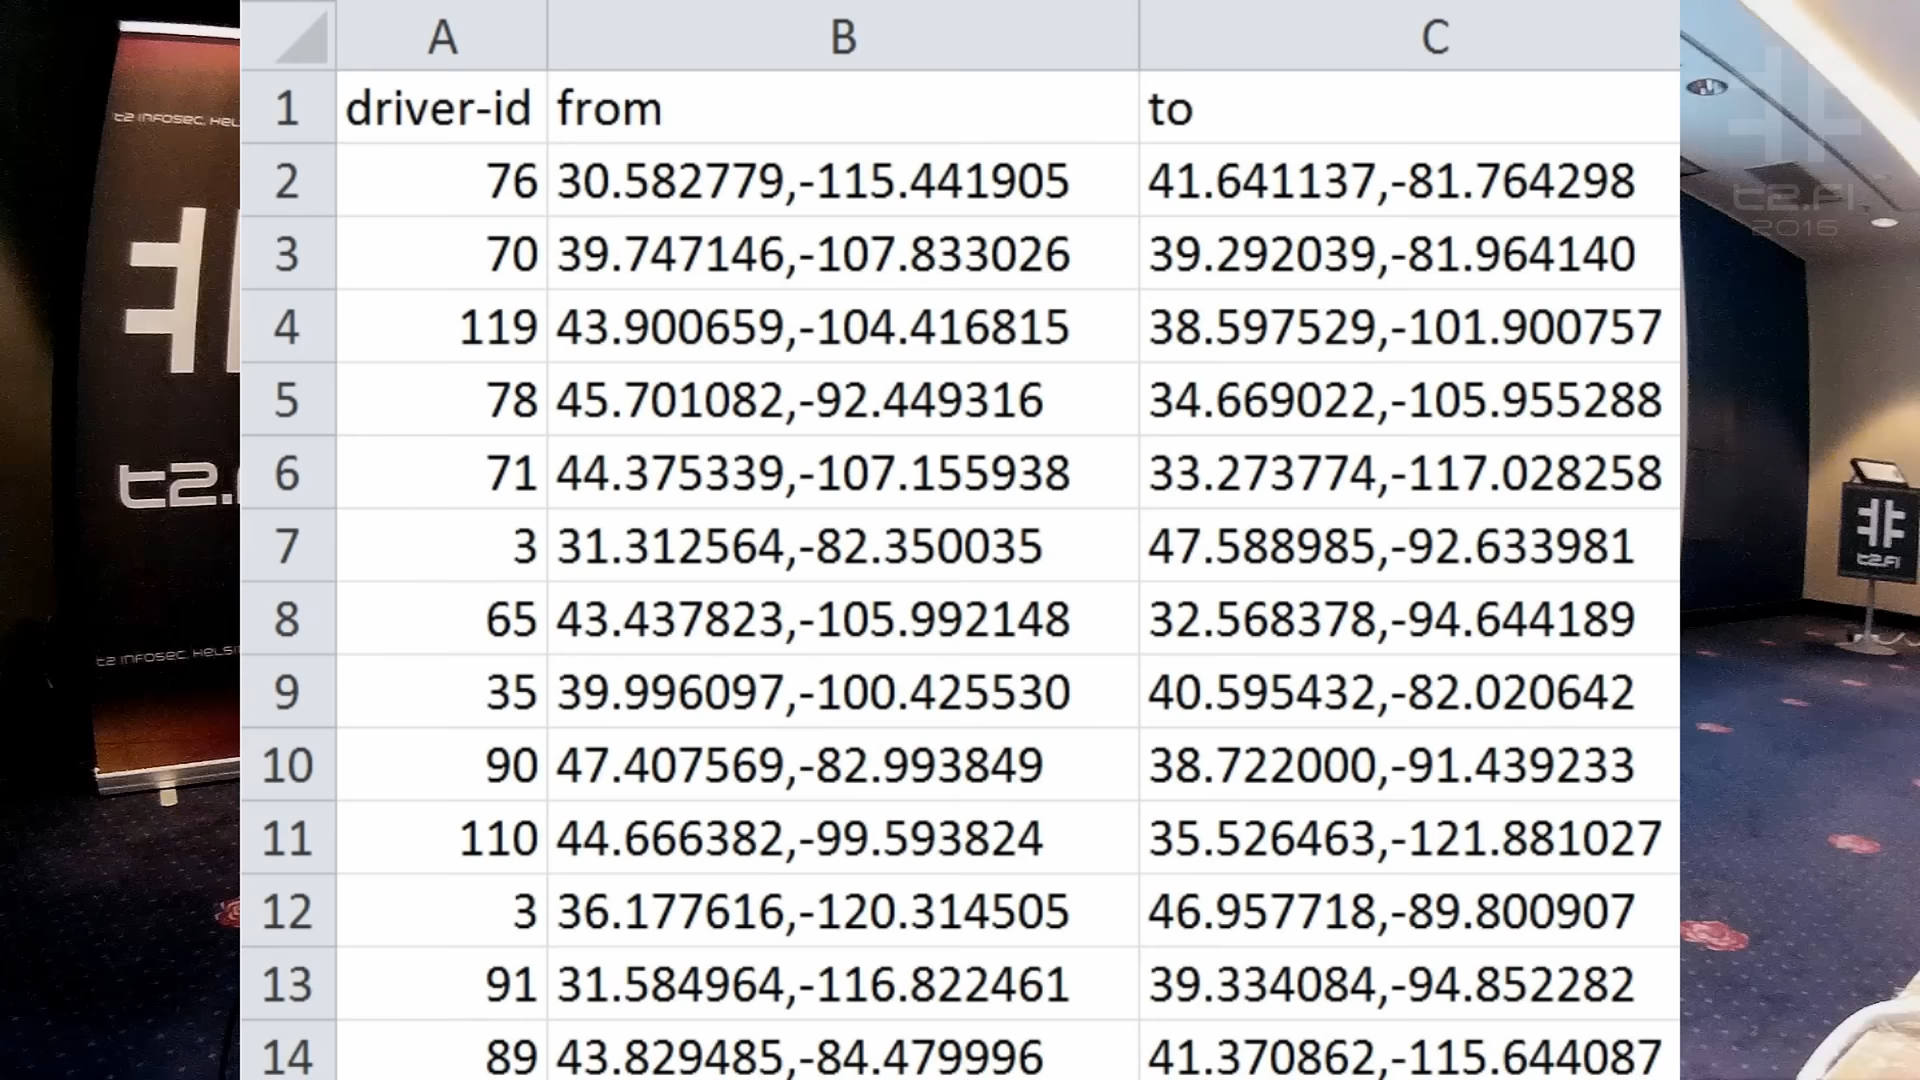 A B C
1 driver-id from to
2 76 30.582779,-115.441905 41.641137,-81.764298
3 70 39.747146,-107.833026 39.292039,-81.964140
4 119 43.900659,-104.416815 38.597529,-101.900757
5 78 45.701082,-92.449316 34.669022,-105.955288
6 71 44.375339,-107.155938 33.273774,-117.028258
7 3 31.312564,-82.350035 47.588985,-92.633981
8 65 43.437823,-105.992148 32.568378,-94.644189
9 35 39.996097,-100.425530 40.595432,-82.020642
10 90 47.407569,-82.993849 38.722000,-91.439233
11 110 44.666382,-99.593824 35.526463,-121.881027
12 3 36.177616,-120.314505 46.957718,-89.800907
13 91 31.584964,-116.822461 39.334084,-94.852282
14 89 43.829485,-84.479996 41.370862,-115.644087
t2 infosec, hel
t2.
t2 infosec, helsi
t2.fi
2016
t2.fi